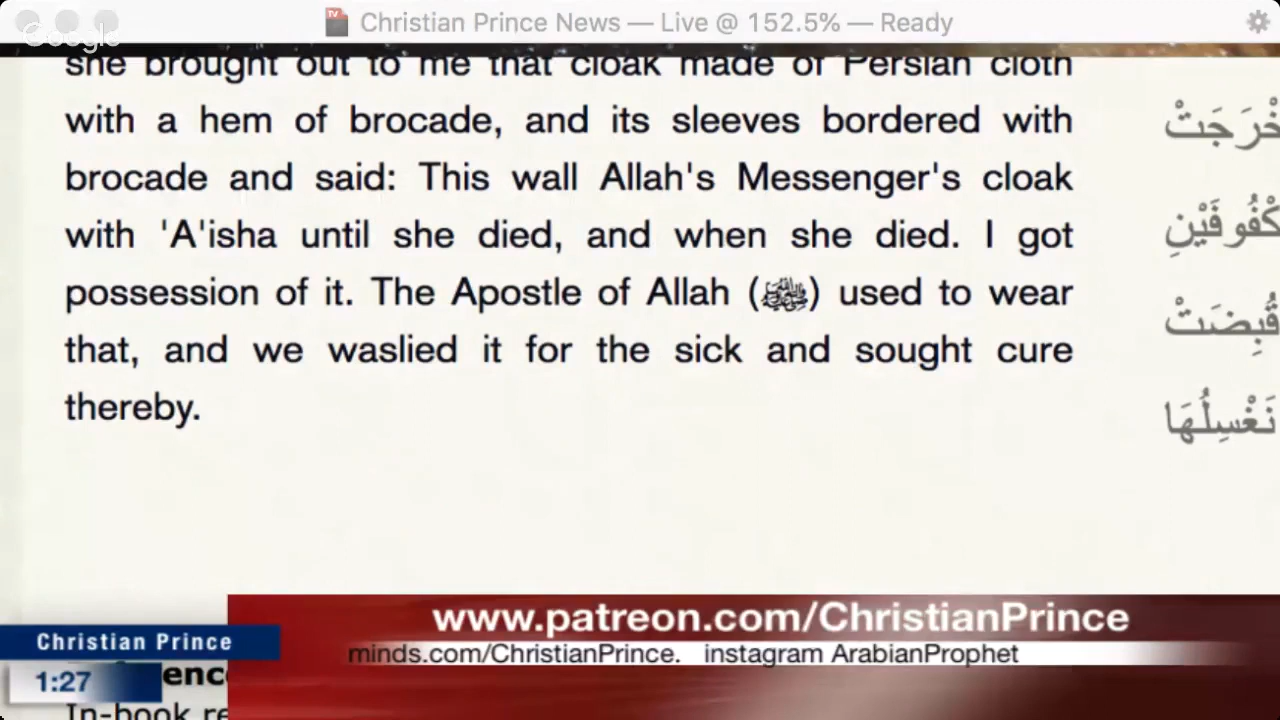 Christian Prince News — Live @ 152.5% — Ready
Google
she brought out to me that cloak made of Persian cloth
with a hem of brocade, and its sleeves bordered with
brocade and said: This wall Allah's Messenger's cloak
with 'A'isha until she died, and when she died. I got
possession of it. The Apostle of Allah (ﷺ) used to wear
that, and we waslied it for the sick and sought cure
thereby.
خْرَجَتْ
كْفُوفَيْنِ
قُبِضَتْ
نَغْسِلُهَا
www.patreon.com/ChristianPrince
Christian Prince
minds.com/ChristianPrince. instagram ArabianProphet
1:27
In-book